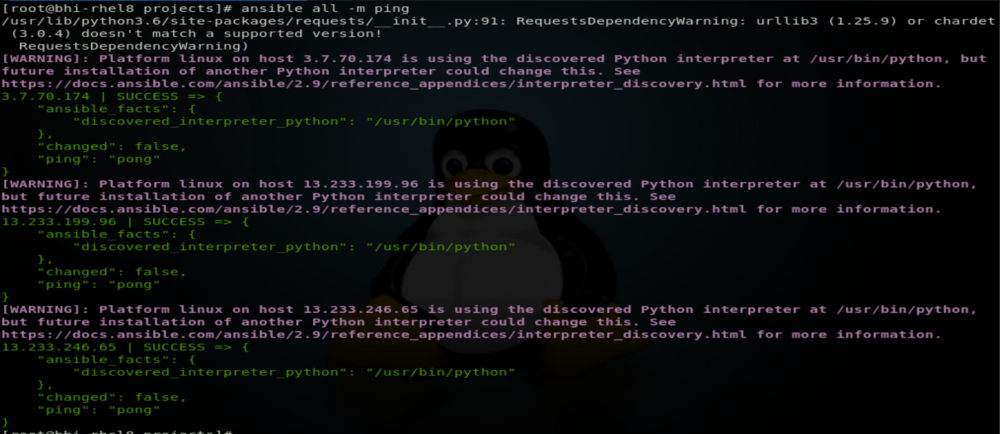 [root@bhi-rhel8 projects]# ansible all -m ping
/usr/lib/python3.6/site-packages/requests/__init__.py:91: RequestsDependencyWarning: urllib3 (1.25.9) or chardet
 (3.0.4) doesn't match a supported version!
  RequestsDependencyWarning)
[WARNING]: Platform linux on host 3.7.70.174 is using the discovered Python interpreter at /usr/bin/python, but
future installation of another Python interpreter could change this. See
https://docs.ansible.com/ansible/2.9/reference_appendices/interpreter_discovery.html for more information.
3.7.70.174 | SUCCESS => {
    "ansible_facts": {
        "discovered_interpreter_python": "/usr/bin/python"
    },
    "changed": false,
    "ping": "pong"
}
[WARNING]: Platform linux on host 13.233.199.96 is using the discovered Python interpreter at /usr/bin/python,
but future installation of another Python interpreter could change this. See
https://docs.ansible.com/ansible/2.9/reference_appendices/interpreter_discovery.html for more information.
13.233.199.96 | SUCCESS => {
    "ansible_facts": {
        "discovered_interpreter_python": "/usr/bin/python"
    },
    "changed": false,
    "ping": "pong"
}
[WARNING]: Platform linux on host 13.233.246.65 is using the discovered Python interpreter at /usr/bin/python,
but future installation of another Python interpreter could change this. See
https://docs.ansible.com/ansible/2.9/reference_appendices/interpreter_discovery.html for more information.
13.233.246.65 | SUCCESS => {
    "ansible_facts": {
        "discovered_interpreter_python": "/usr/bin/python"
    },
    "changed": false,
    "ping": "pong"
}
[root@bhi-rhel8 projects]#